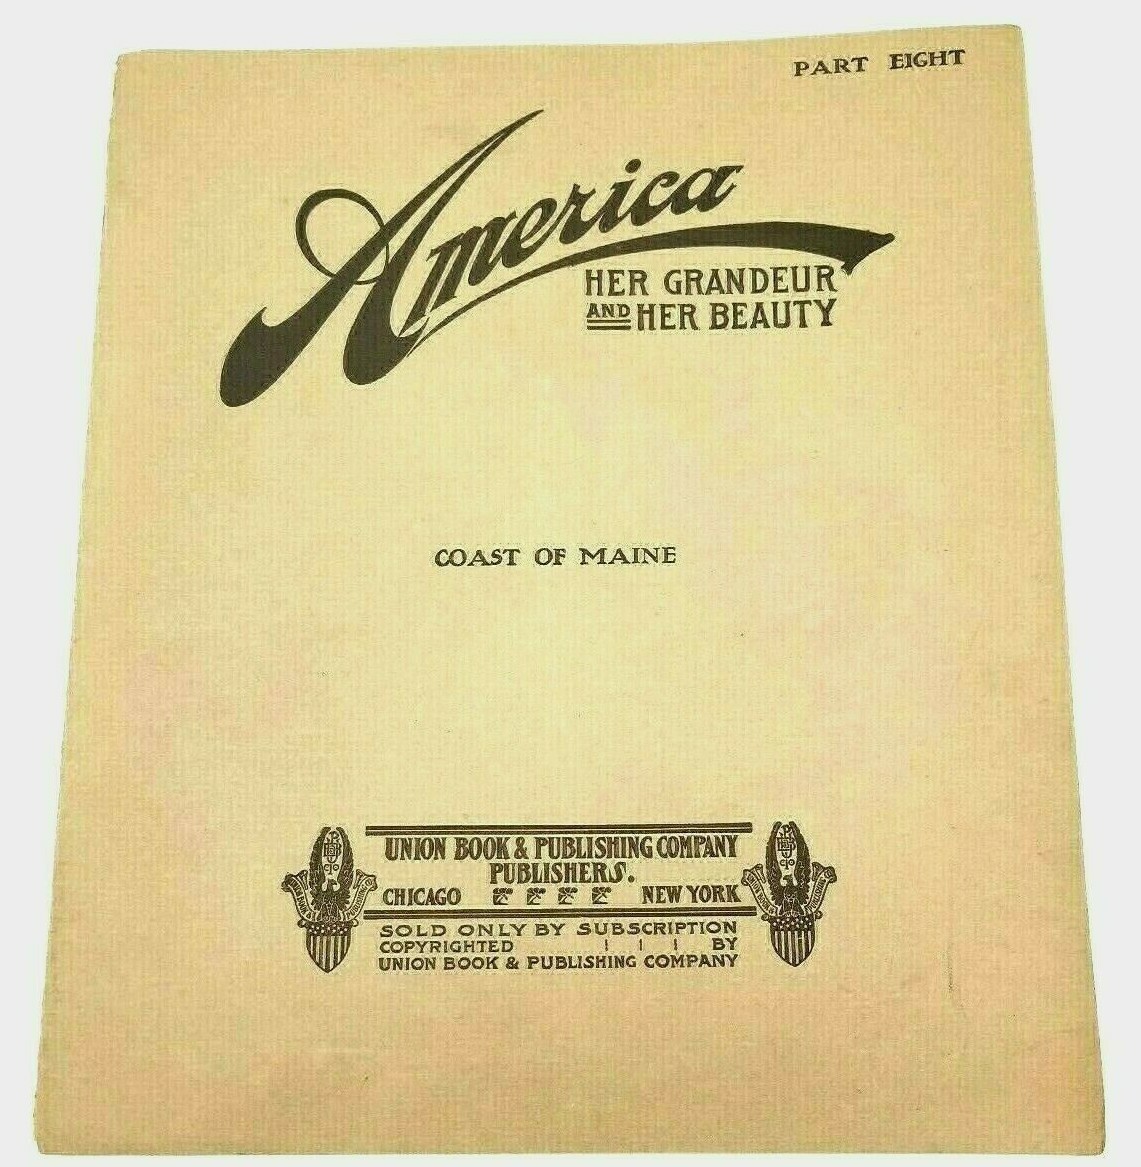 PART EIGHT
America
HER GRANDEUR
AND HER BEAUTY
COAST OF MAINE
UNION BOOK & PUBLISHING COMPANY
PUBLISHERS.
CHICAGO NEW YORK
SOLD ONLY BY SUBSCRIPTION
COPYRIGHTED BY
UNION BOOK & PUBLISHING COMPANY